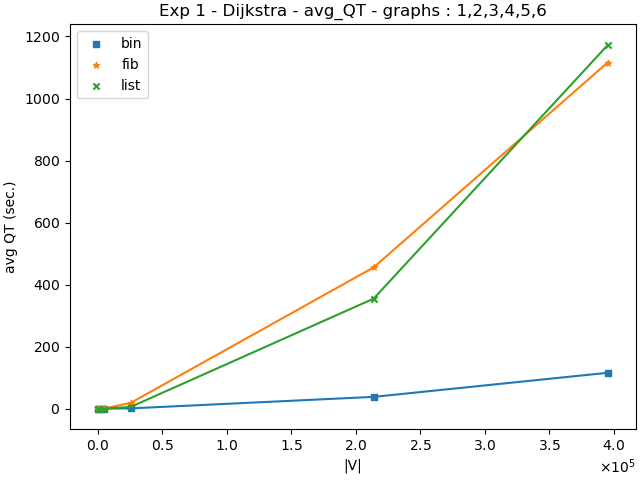 Exp 1 - Dijkstra - avg_QT - graphs : 1,2,3,4,5,6
bin
fib
list
avg QT (sec.)
1200
1000
800
600
400
200
0
0.0 0.5 1.0 1.5 2.0 2.5 3.0 3.5 4.0
|V|
×10⁵